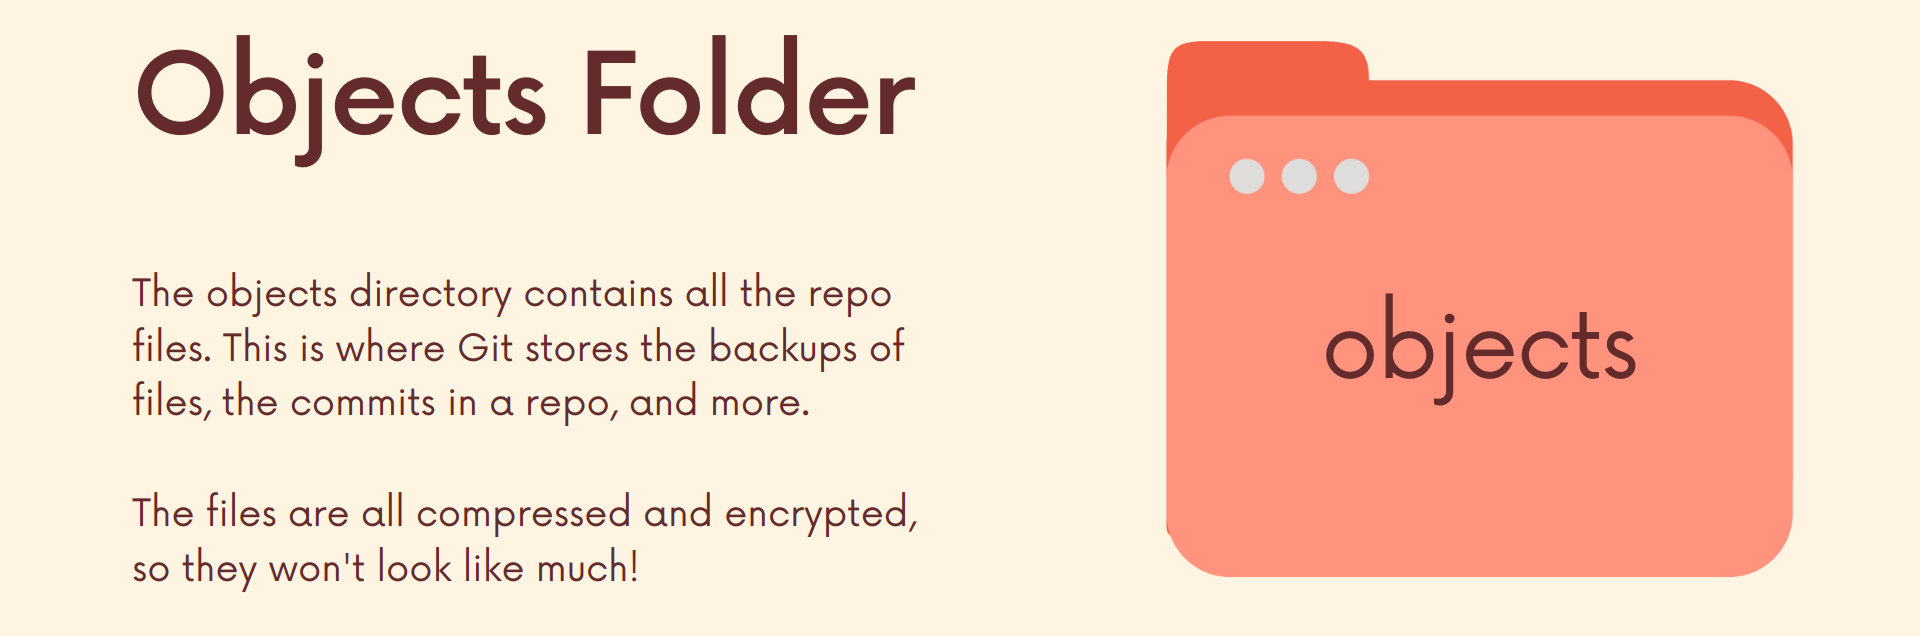 Objects Folder
The objects directory contains all the repo
files. This is where Git stores the backups of
files, the commits in a repo, and more.
The files are all compressed and encrypted,
so they won't look like much!
objects